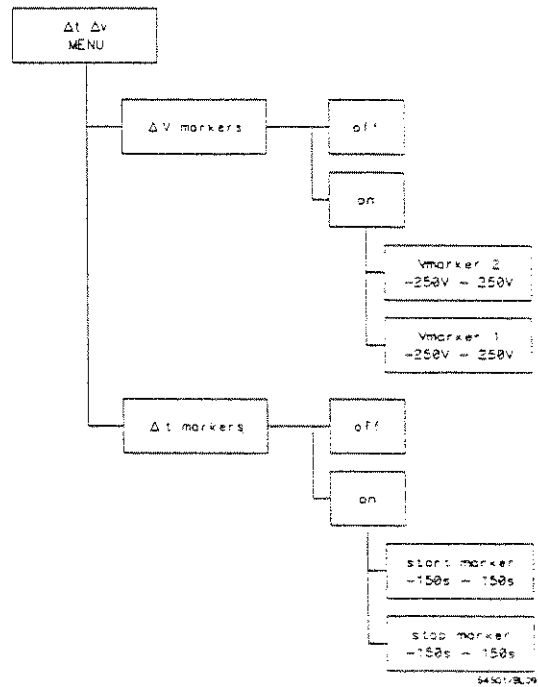 Δt Δv
MENU
ΔV markers
off
on
Vmarker 2
-250V - 250V
Vmarker 1
-250V - 250V
Δt markers
off
on
start marker
-150s - 150s
stop marker
-150s - 150s
54501/BL09